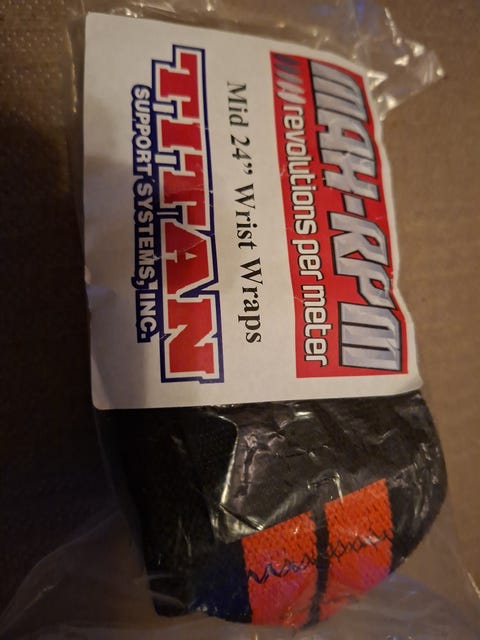 MAX-RPM
revolutions per meter
Mid 24” Wrist Wraps
TITAN
SUPPORT SYSTEMS, INC.